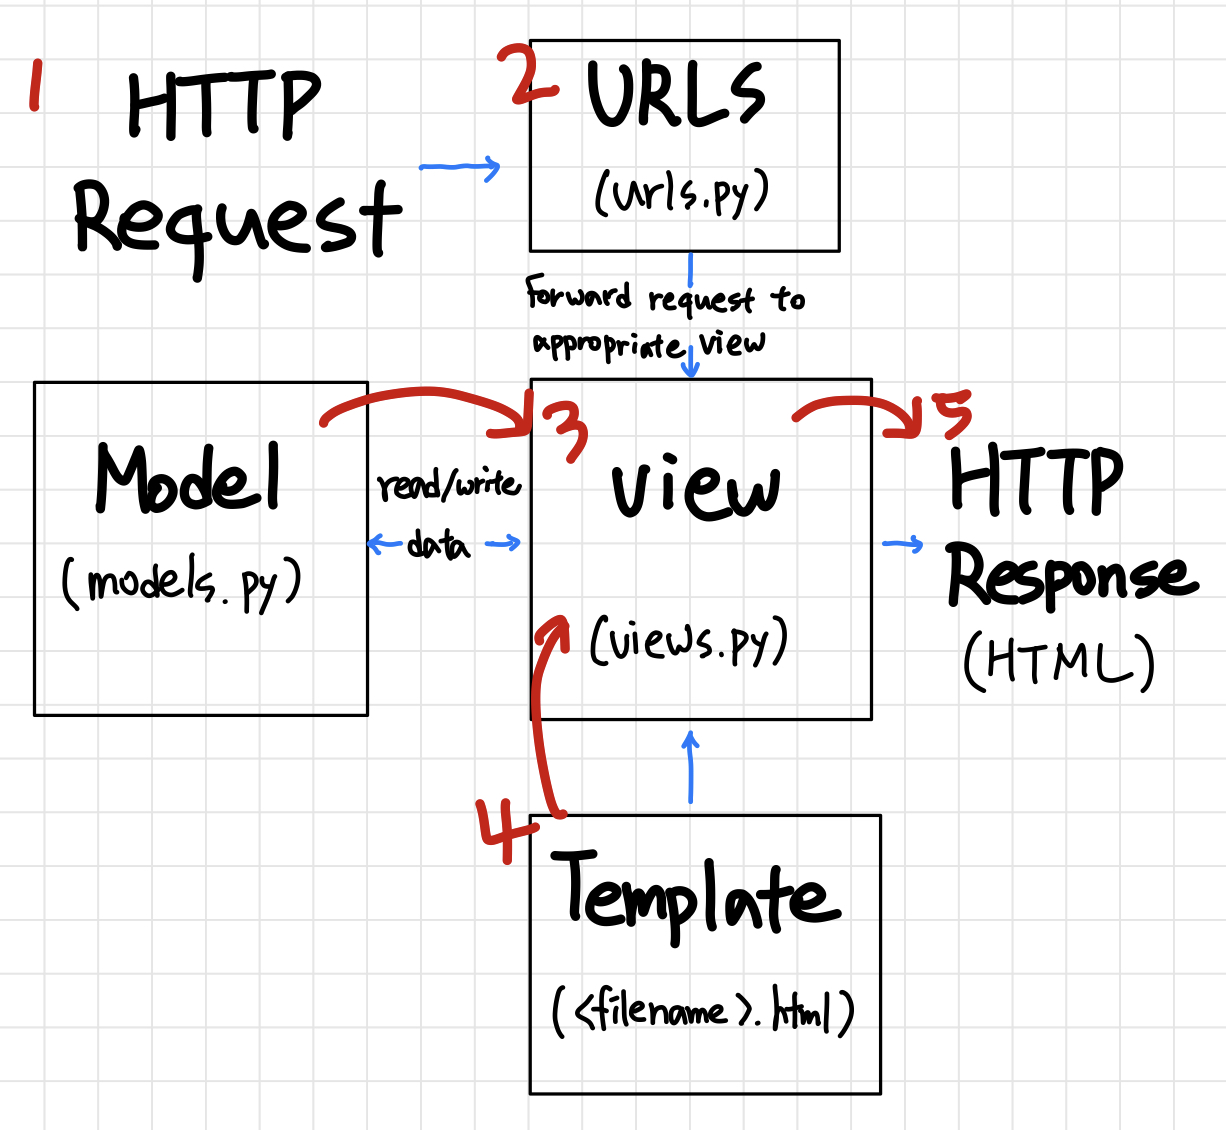 1
HTTP
Request
2
URLS
(urls.py)
Forward request to
appropriate view
Model
(models.py)
read/write
data
3
view
(views.py)
5
HTTP
Response
(HTML)
4
Template
(<filename>.html)